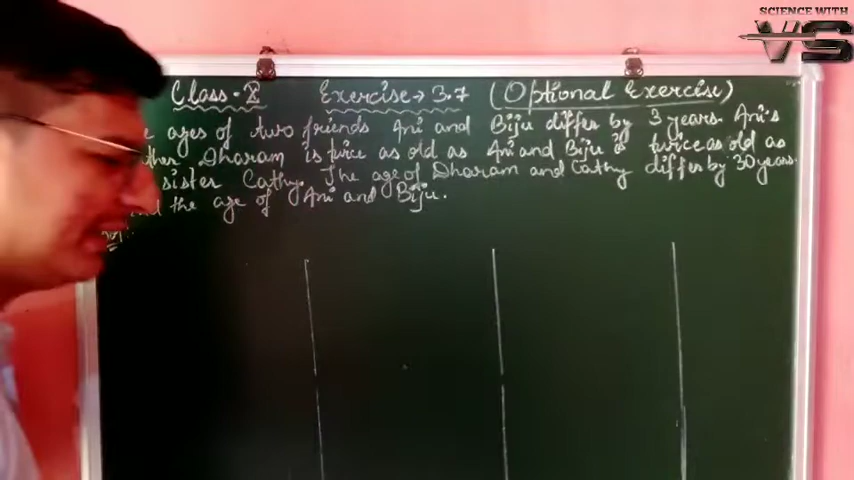 SCIENCE WITH
VS
Class - X Exercise → 3.7 (Optional Exercise)
ages of two friends Ani and Biju differ by 3 years. Ani's
Dharam is twice as old as Ani and Biju is twice as old as
sister Cathy. The age of Dharam and Cathy differs by 30 years.
the age of Ani and Biju.